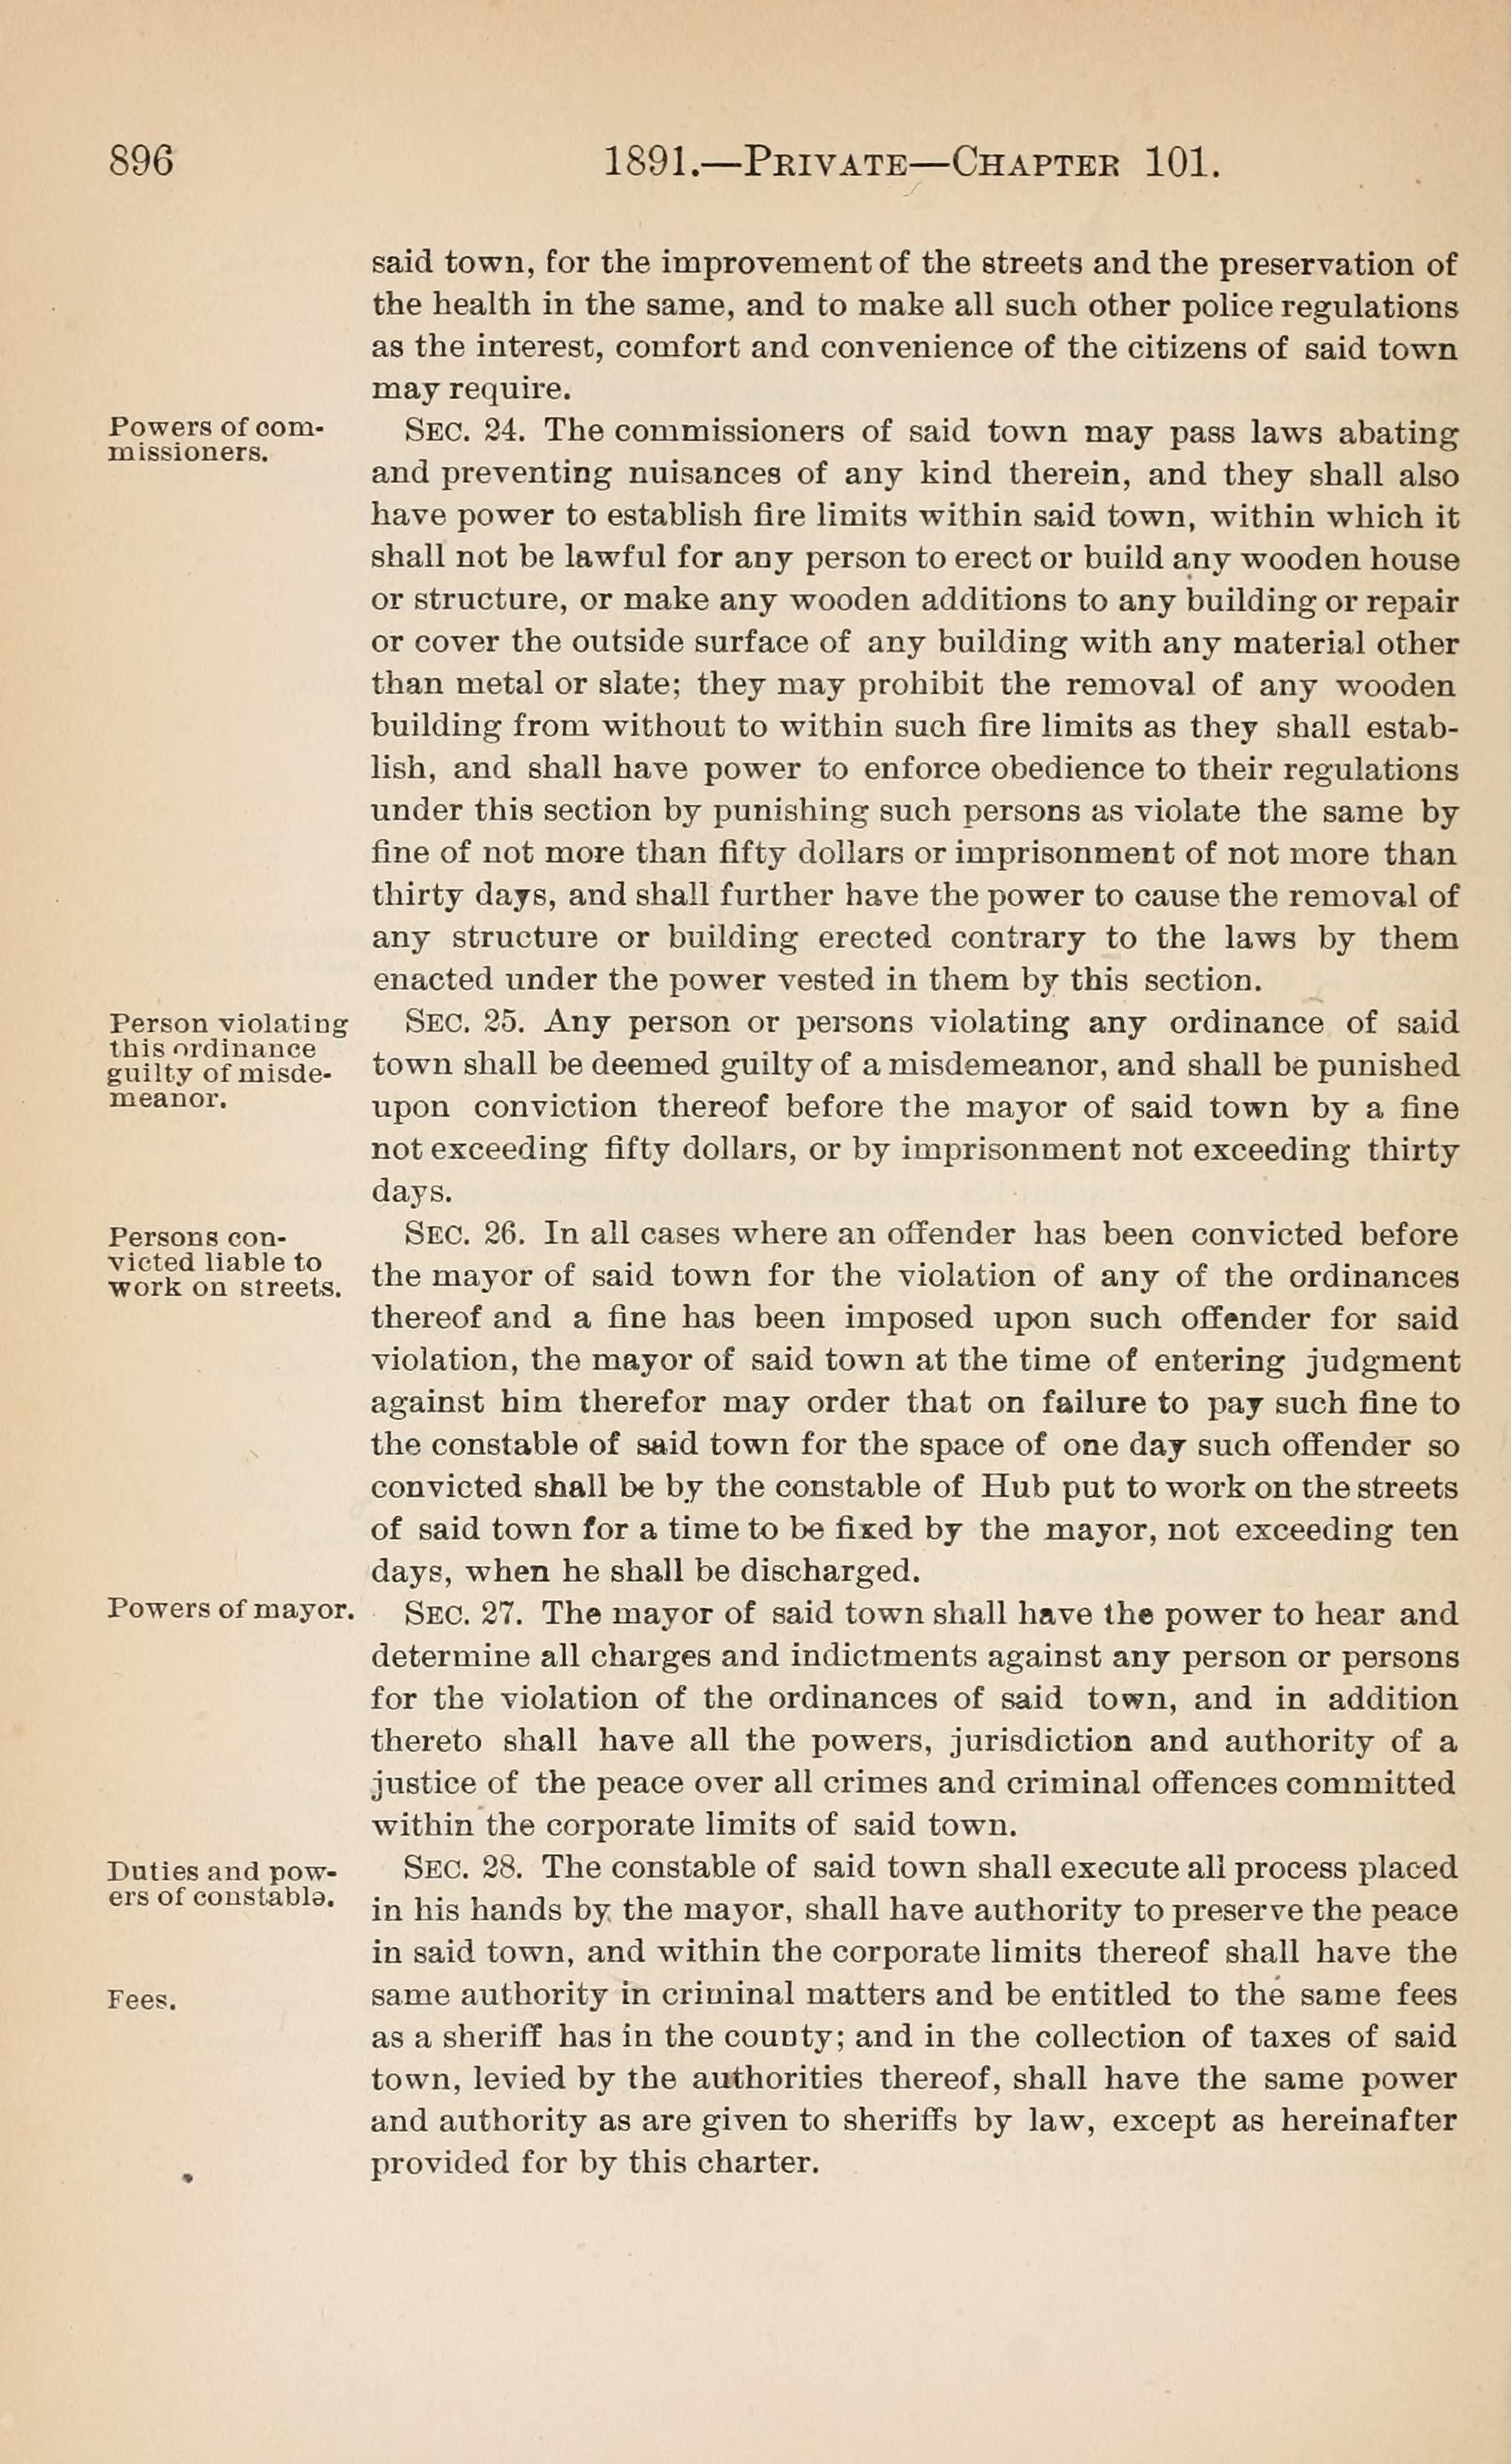 896
1891.—Private—Chapter 101.
said town, for the improvement of the streets and the preservation of
the health in the same, and to make all such other police regulations
as the interest, comfort and convenience of the citizens of said town
may require.
Powers of com-
missioners.
Sec. 24. The commissioners of said town may pass laws abating
and preventing nuisances of any kind therein, and they shall also
have power to establish fire limits within said town, within which it
shall not be lawful for any person to erect or build any wooden house
or structure, or make any wooden additions to any building or repair
or cover the outside surface of any building with any material other
than metal or slate; they may prohibit the removal of any wooden
building from without to within such fire limits as they shall estab-
lish, and shall have power to enforce obedience to their regulations
under this section by punishing such persons as violate the same by
fine of not more than fifty dollars or imprisonment of not more than
thirty days, and shall further have the power to cause the removal of
any structure or building erected contrary to the laws by them
enacted under the power vested in them by this section.
Person violating
this ordinance
guilty of misde-
meanor.
Sec. 25. Any person or persons violating any ordinance of said
town shall be deemed guilty of a misdemeanor, and shall be punished
upon conviction thereof before the mayor of said town by a fine
not exceeding fifty dollars, or by imprisonment not exceeding thirty
days.
Persons con-
victed liable to
work on streets.
Sec. 26. In all cases where an offender has been convicted before
the mayor of said town for the violation of any of the ordinances
thereof and a fine has been imposed upon such offender for said
violation, the mayor of said town at the time of entering judgment
against him therefor may order that on failure to pay such fine to
the constable of said town for the space of one day such offender so
convicted shall be by the constable of Hub put to work on the streets
of said town for a time to be fixed by the mayor, not exceeding ten
days, when he shall be discharged.
Powers of mayor.
Sec. 27. The mayor of said town shall have the power to hear and
determine all charges and indictments against any person or persons
for the violation of the ordinances of said town, and in addition
thereto shall have all the powers, jurisdiction and authority of a
justice of the peace over all crimes and criminal offences committed
within the corporate limits of said town.
Duties and pow-
ers of constable.
Sec. 28. The constable of said town shall execute all process placed
in his hands by the mayor, shall have authority to preserve the peace
in said town, and within the corporate limits thereof shall have the
Fees.
same authority in criminal matters and be entitled to the same fees
as a sheriff has in the county; and in the collection of taxes of said
town, levied by the authorities thereof, shall have the same power
and authority as are given to sheriffs by law, except as hereinafter
provided for by this charter.